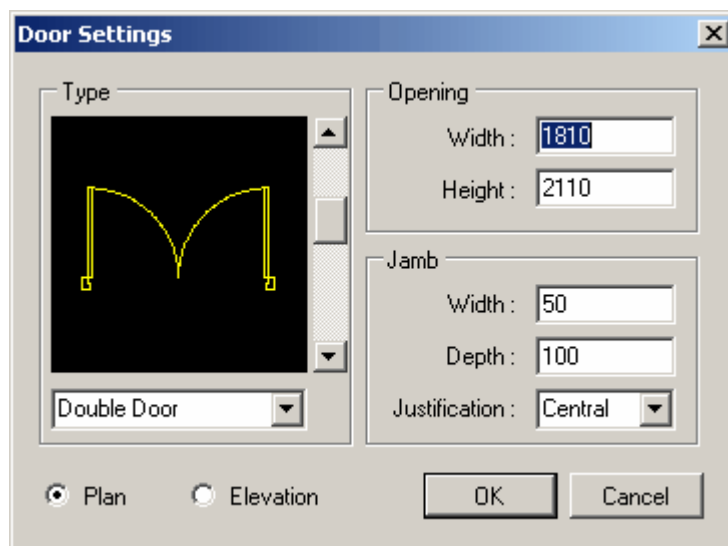 Door Settings
Type
Double Door
Opening
Width : 1810
Height : 2110
Jamb
Width : 50
Depth : 100
Justification : Central
Plan
Elevation
OK
Cancel